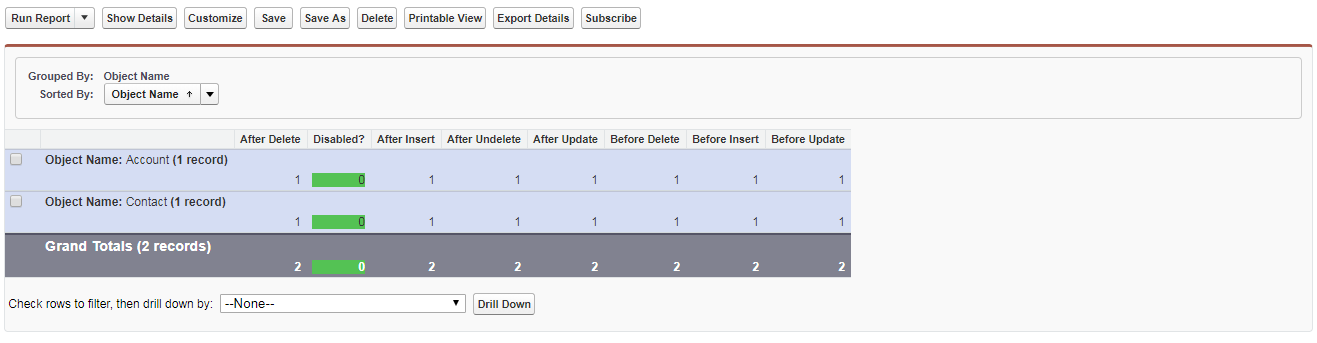 Run Report Show Details Customize Save Save As Delete Printable View Export Details Subscribe
Grouped By: Object Name
Sorted By: Object Name ↑
After Delete Disabled? After Insert After Undelete After Update Before Delete Before Insert Before Update
Object Name: Account (1 record)
1 0 1 1 1 1 1 1
Object Name: Contact (1 record)
1 0 1 1 1 1 1 1
Grand Totals (2 records)
2 0 2 2 2 2 2 2
Check rows to filter, then drill down by: --None-- Drill Down